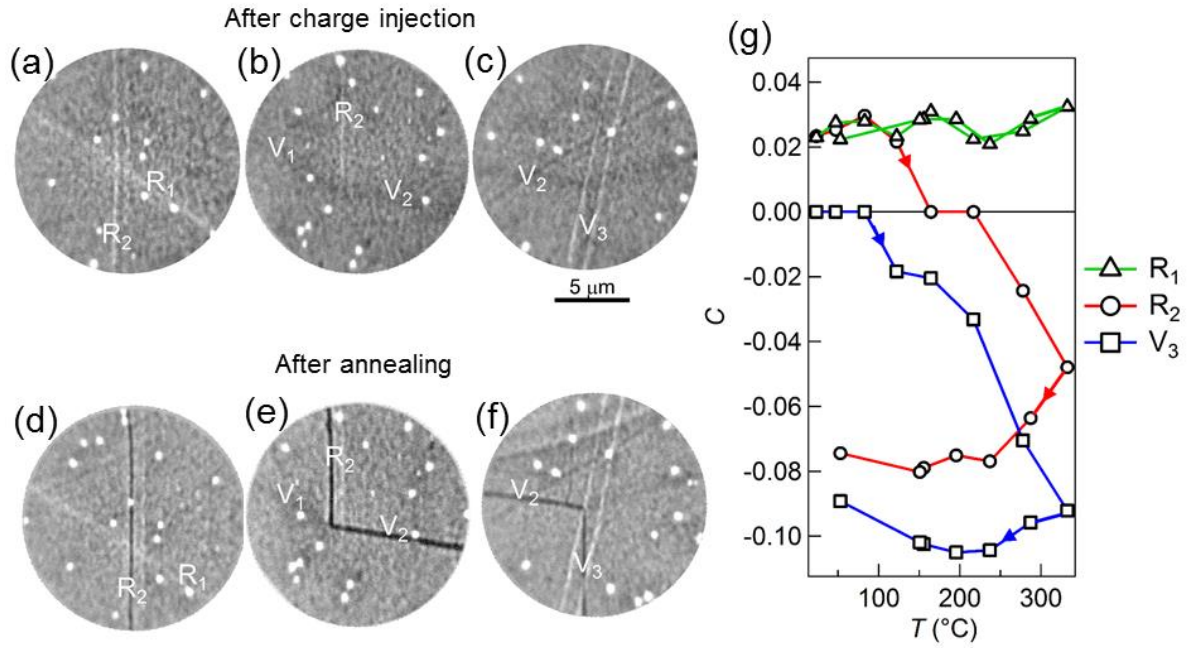 After charge injection
(a)
(b)
(c)
R₁
R₂
R₂
V₁
V₂
V₂
V₃
5 μm
After annealing
(d)
(e)
(f)
R₂
R₁
R₂
V₁
V₂
V₂
V₃
(g)
0.04
0.02
0.00
-0.02
-0.04
-0.06
-0.08
-0.10
C
100
200
300
T (°C)
R₁
R₂
V₃